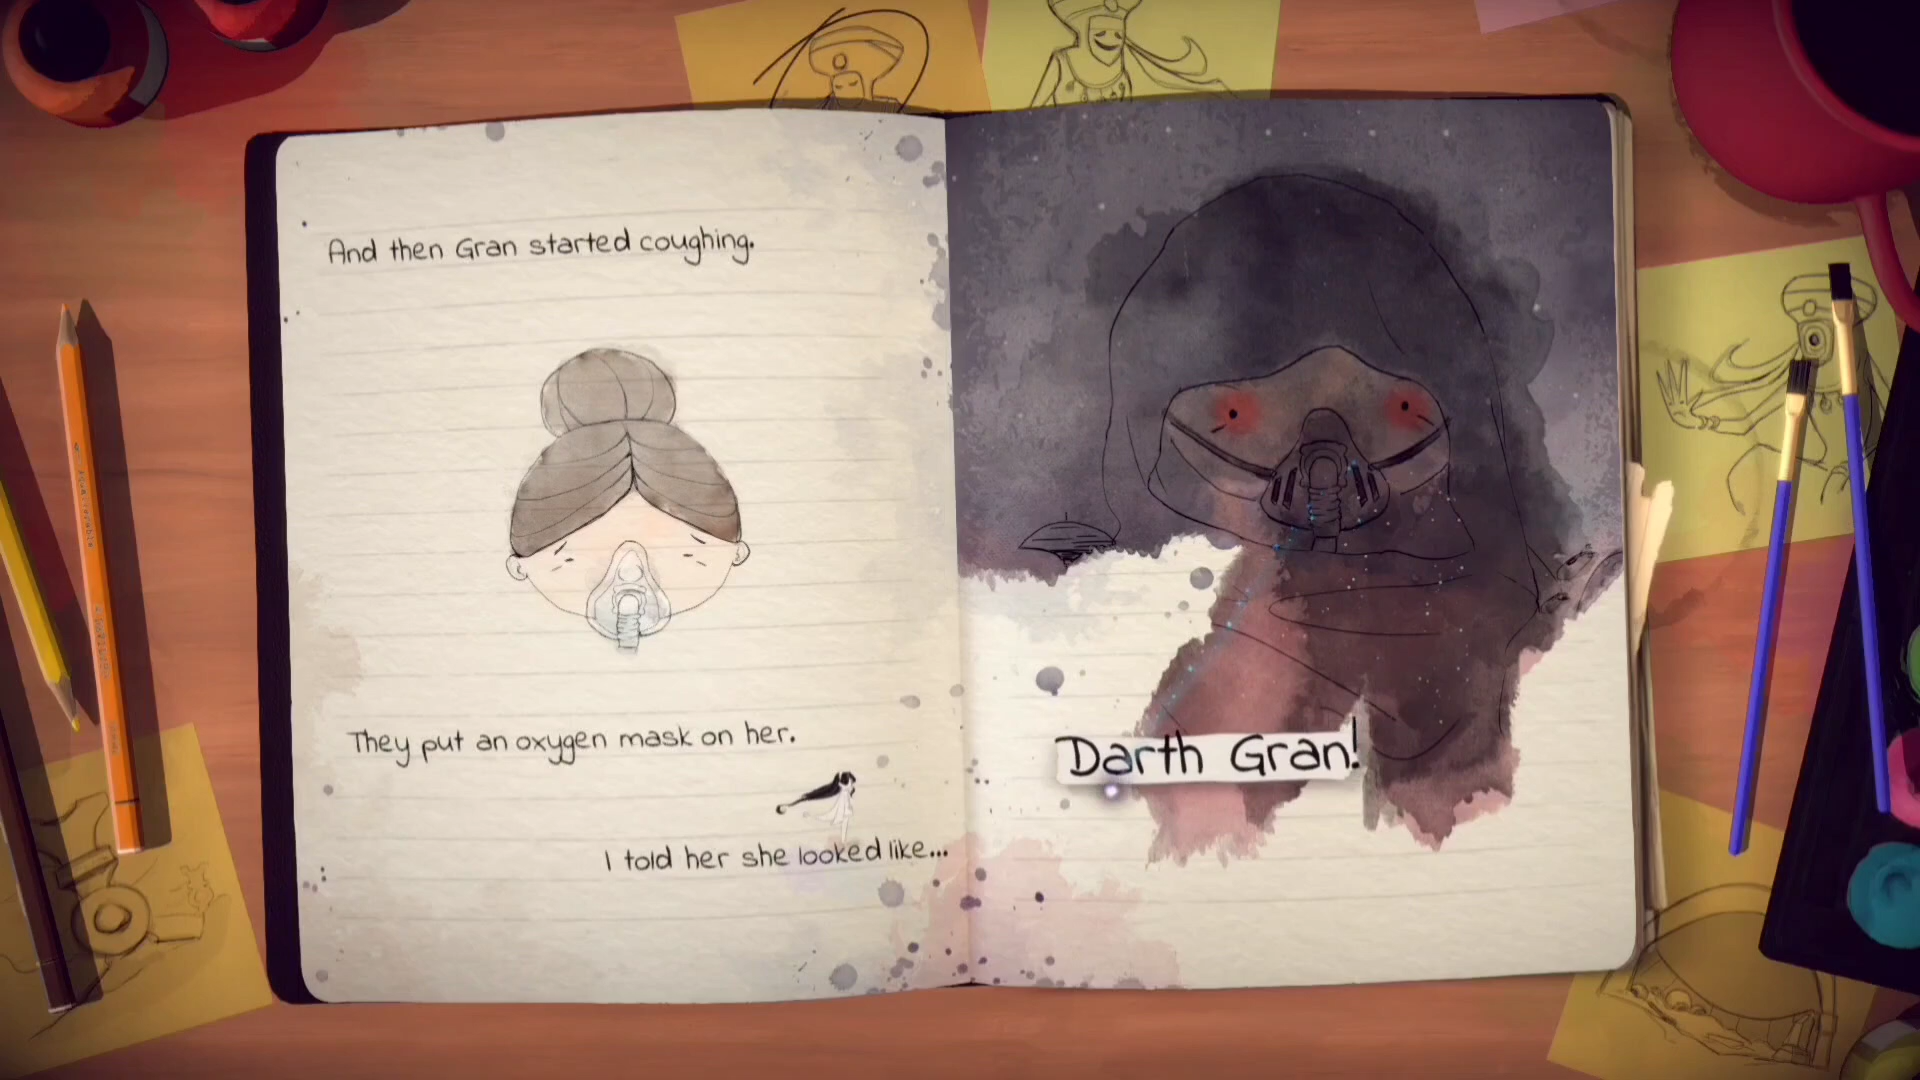 And then Gran started coughing.
They put an oxygen mask on her.
I told her she looked like...
Darth Gran!